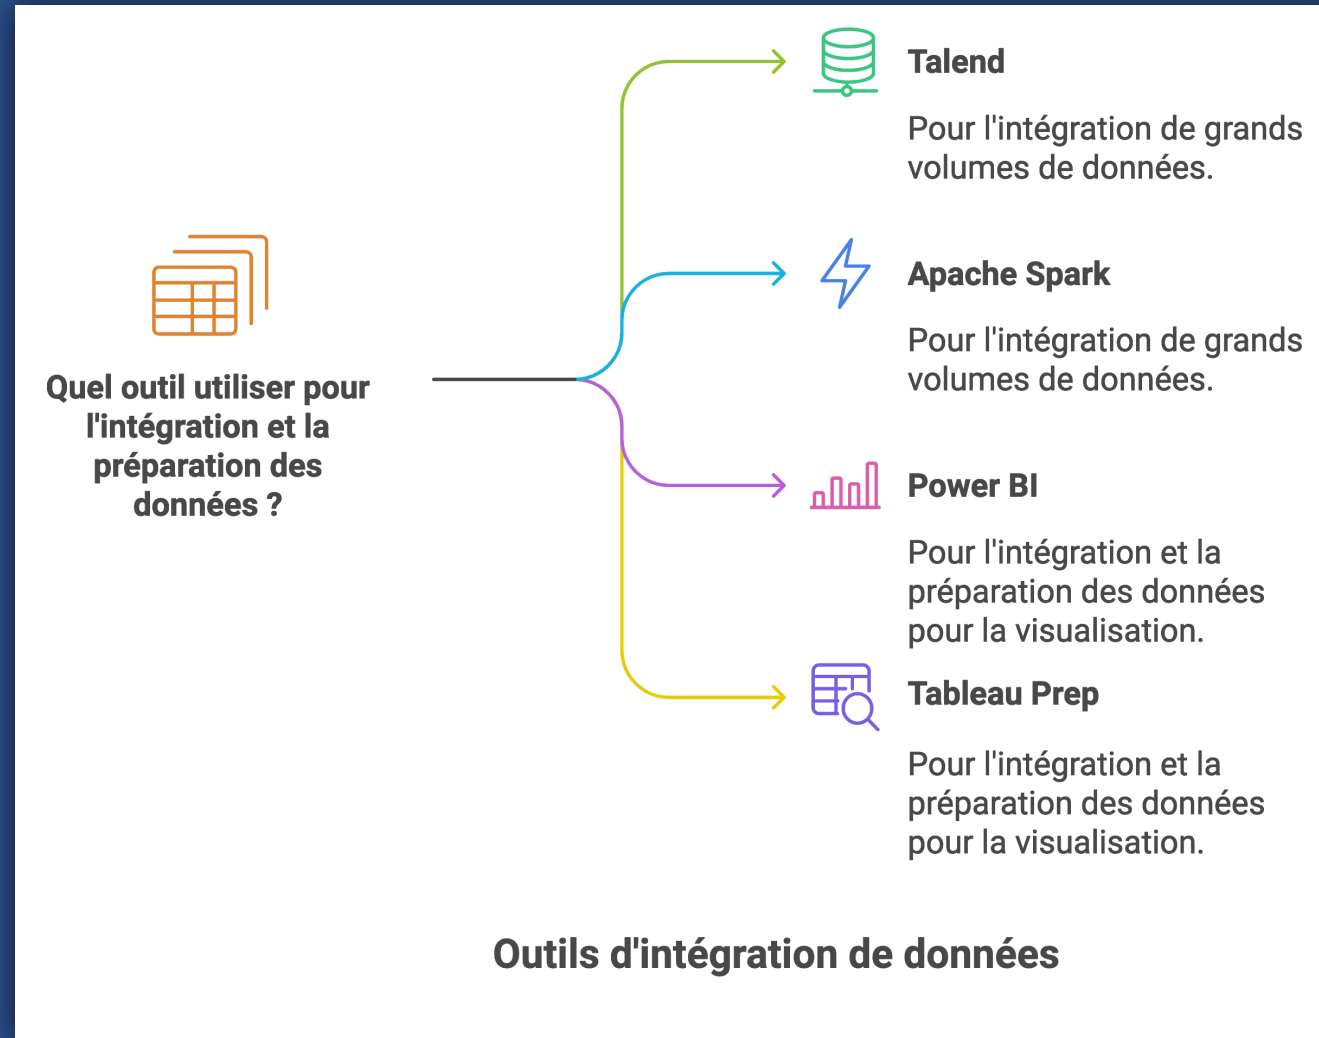 Quel outil utiliser pour
l'intégration et la
préparation des
données ?
Talend
Pour l'intégration de grands
volumes de données.
Apache Spark
Pour l'intégration de grands
volumes de données.
Power BI
Pour l'intégration et la
préparation des données
pour la visualisation.
Tableau Prep
Pour l'intégration et la
préparation des données
pour la visualisation.
Outils d'intégration de données